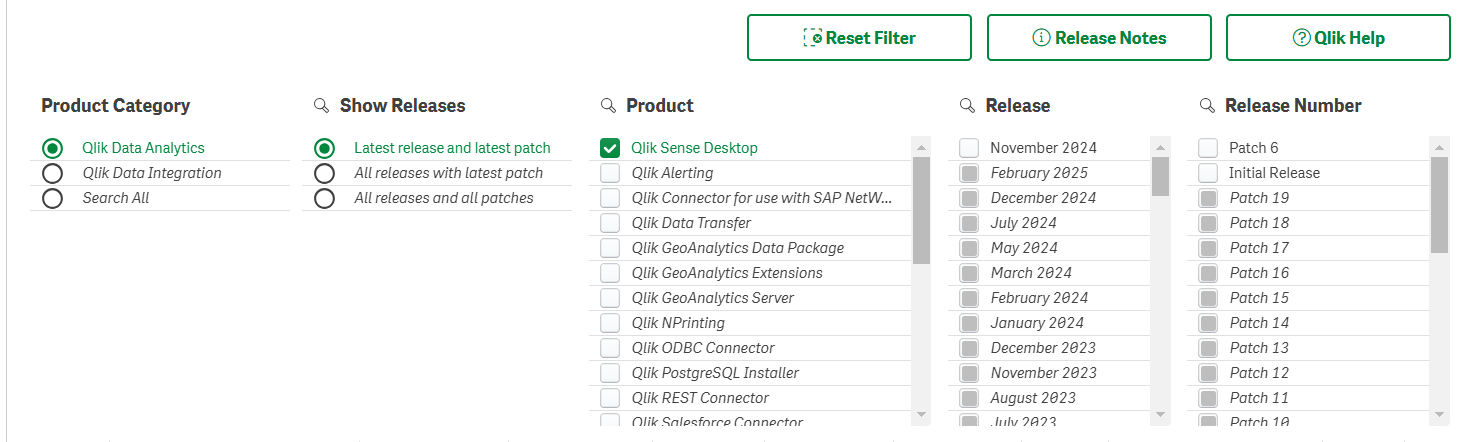 Reset Filter
Release Notes
Qlik Help
Product Category
Qlik Data Analytics
Qlik Data Integration
Search All
Show Releases
Latest release and latest patch
All releases with latest patch
All releases and all patches
Product
Qlik Sense Desktop
Qlik Alerting
Qlik Connector for use with SAP NetW...
Qlik Data Transfer
Qlik GeoAnalytics Data Package
Qlik GeoAnalytics Extensions
Qlik GeoAnalytics Server
Qlik NPrinting
Qlik ODBC Connector
Qlik PostgreSQL Installer
Qlik REST Connector
Qlik Salesforce Connector
Release
November 2024
February 2025
December 2024
July 2024
May 2024
March 2024
February 2024
January 2024
December 2023
November 2023
August 2023
July 2023
Release Number
Patch 6
Initial Release
Patch 19
Patch 18
Patch 17
Patch 16
Patch 15
Patch 14
Patch 13
Patch 12
Patch 11
Patch 10